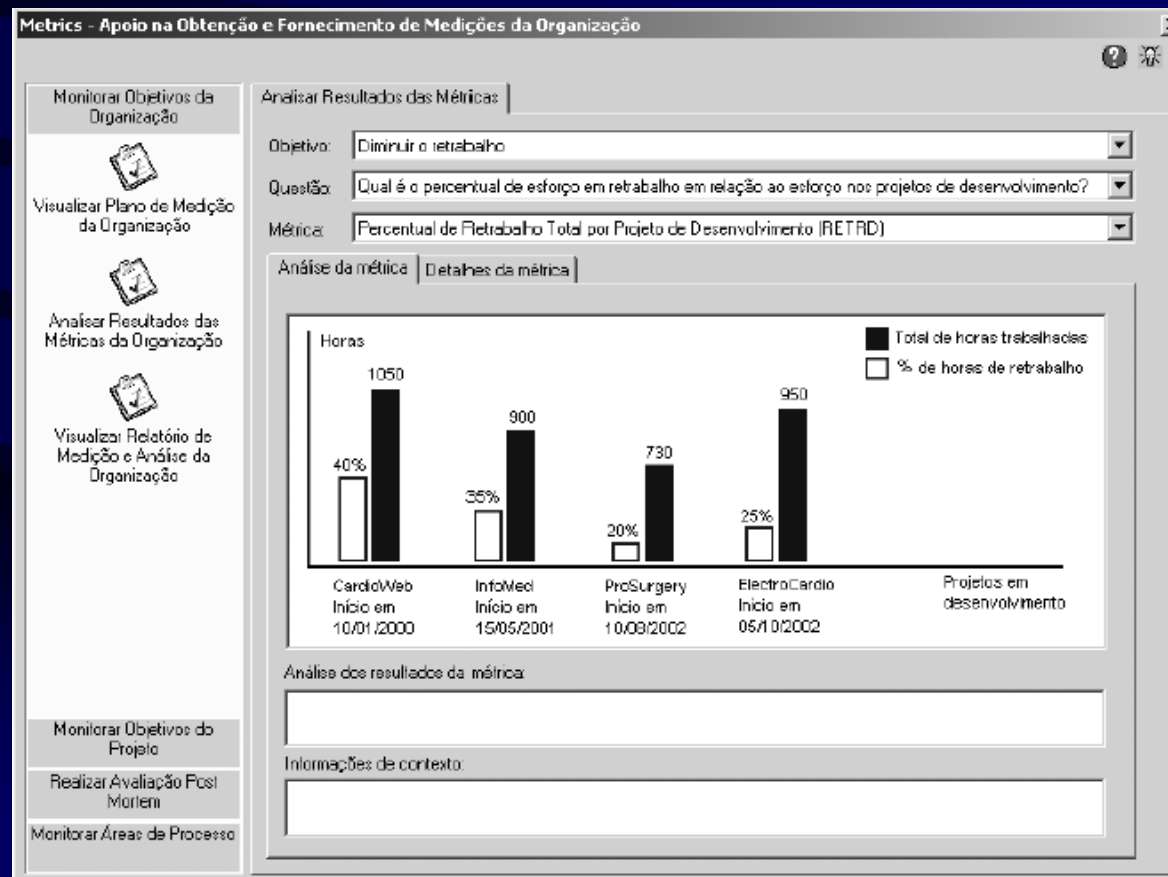 Metrics - Apoio na Obtenção e Fornecimento de Medições da Organização
Monitorar Objetivos da
Organização
Visualizar Plano de Medição
da Organização
Analisar Resultados das
Métricas da Organização
Visualizar Relatório de
Medição e Análise da
Organização
Monitorar Objetivos do
Projeto
Realizar Avaliação Post
Mortem
Monitorar Áreas de Processo
Analisar Resultados das Métricas
Objetivo: Diminuir o retrabalho
Questão: Qual é o percentual de esforço em retrabalho em relação ao esforço nos projetos de desenvolvimento?
Métrica: Percentual de Retrabalho Total por Projeto de Desenvolvimento (RETRD)
Análise da métrica Detalhes da métrica
Horas
Total de horas trabalhadas
% de horas de retrabalho
40% 1050
35% 900
20% 730
25% 950
CardioWeb
Início em
10/01/2000
InfoMed
Início em
15/05/2001
ProSurgery
Início em
10/08/2002
ElectroCardio
Início em
05/10/2002
Projetos em
desenvolvimento
Análise dos resultados da métrica:
Informações de contexto: